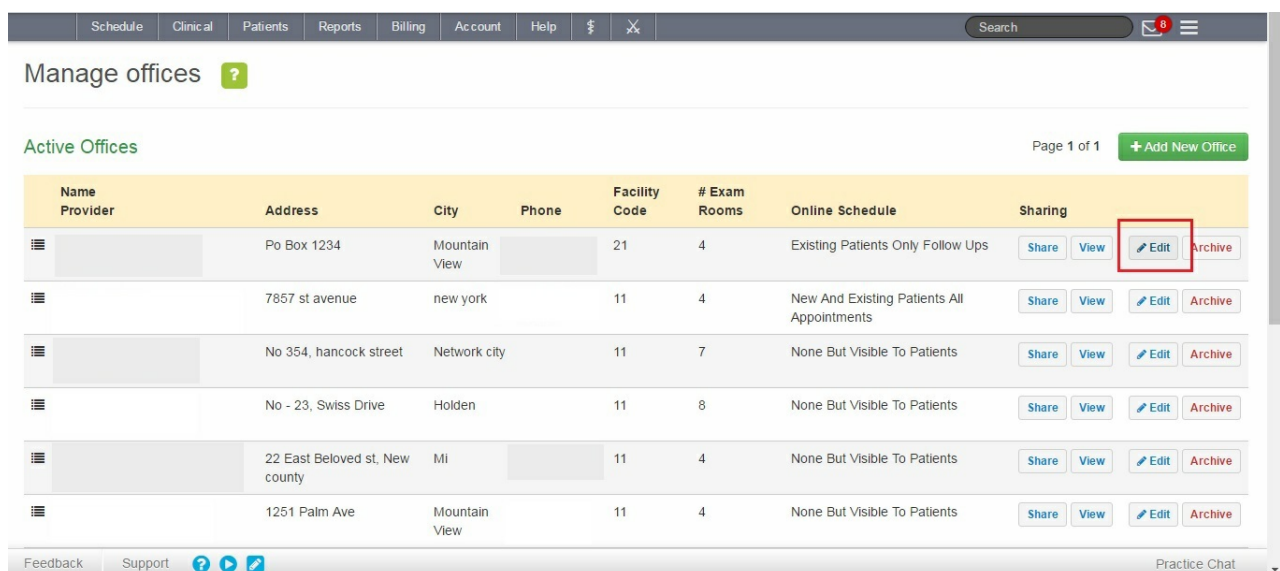 Schedule Clinical Patients Reports Billing Account Help Search 8
Manage offices ?
Active Offices Page 1 of 1 + Add New Office
Name
Provider Address City Phone Facility Code # Exam Rooms Online Schedule Sharing
Po Box 1234 Mountain View 21 4 Existing Patients Only Follow Ups Share View Edit Archive
7857 st avenue new york 11 4 New And Existing Patients All Appointments Share View Edit Archive
No 354, hancock street Network city 11 7 None But Visible To Patients Share View Edit Archive
No - 23, Swiss Drive Holden 11 8 None But Visible To Patients Share View Edit Archive
22 East Beloved st, New county Mi 11 4 None But Visible To Patients Share View Edit Archive
1251 Palm Ave Mountain View 11 4 None But Visible To Patients Share View Edit Archive
Feedback Support ? Practice Chat